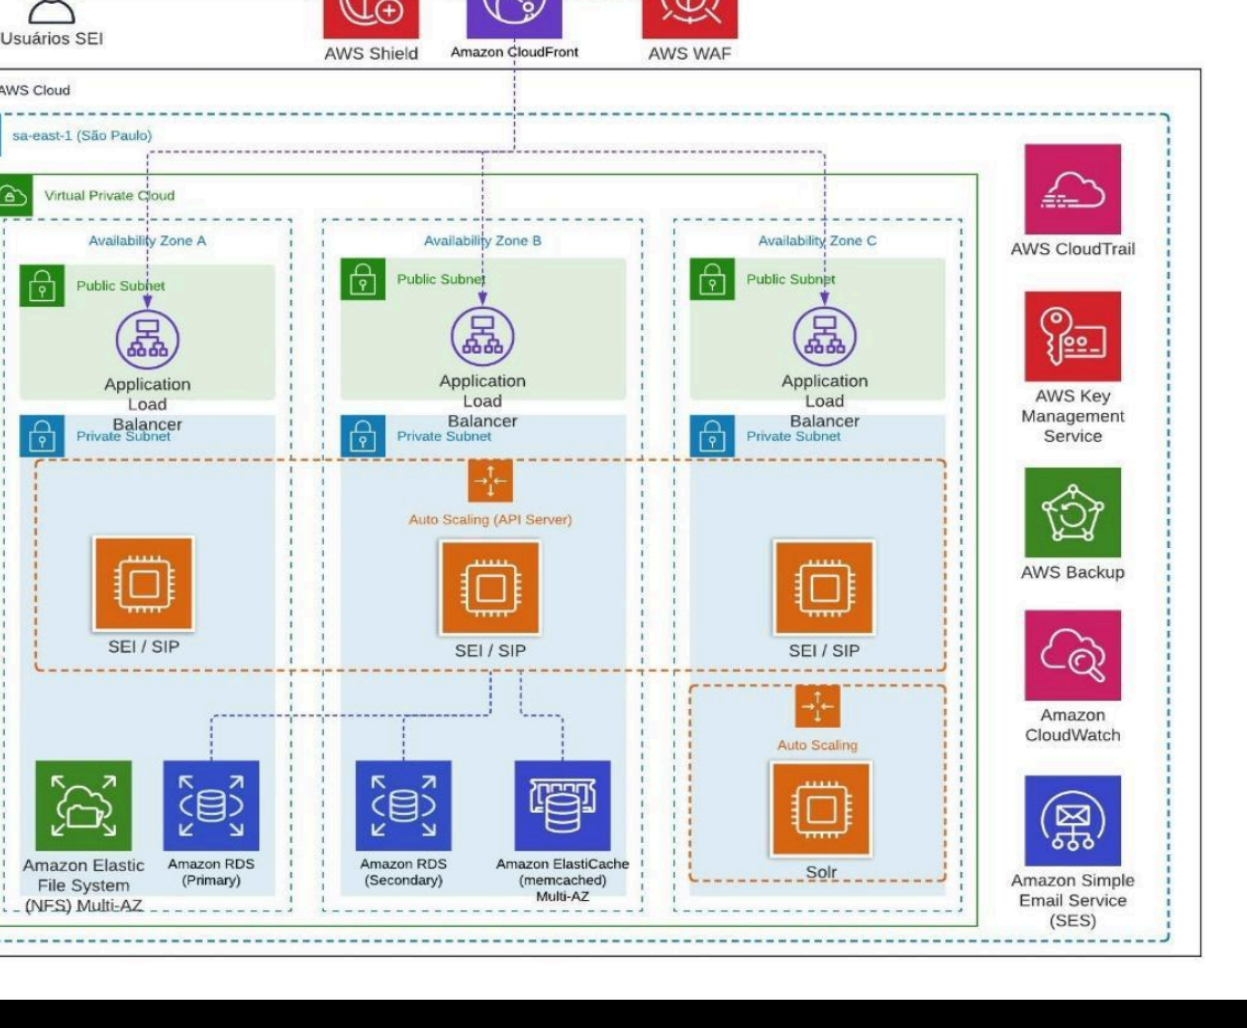 Usuários SEI
AWS Shield
Amazon CloudFront
AWS WAF
AWS Cloud
sa-east-1 (São Paulo)
Virtual Private Cloud
Availability Zone A
Availability Zone B
Availability Zone C
Public Subnet
Public Subnet
Public Subnet
Application
Load
Balancer
Application
Load
Balancer
Application
Load
Balancer
Private Subnet
Private Subnet
Private Subnet
Auto Scaling (API Server)
SEI / SIP
SEI / SIP
SEI / SIP
Auto Scaling
Solr
Amazon Elastic
File System
(NFS) Multi-AZ
Amazon RDS
(Primary)
Amazon RDS
(Secondary)
Amazon ElastiCache
(memcached)
Multi-AZ
AWS CloudTrail
AWS Key
Management
Service
AWS Backup
Amazon
CloudWatch
Amazon Simple
Email Service
(SES)